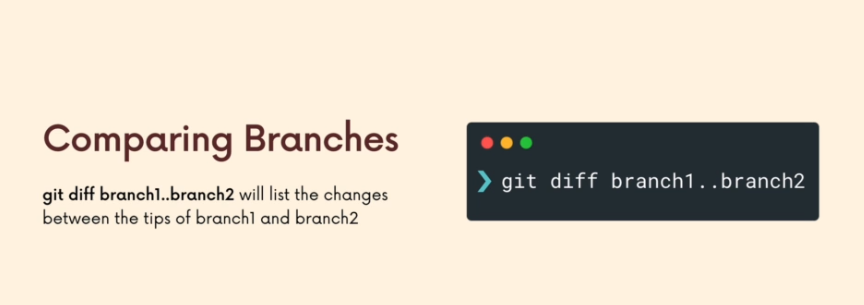 Comparing Branches
git diff branch1..branch2 will list the changes
between the tips of branch1 and branch2
❯ git diff branch1..branch2